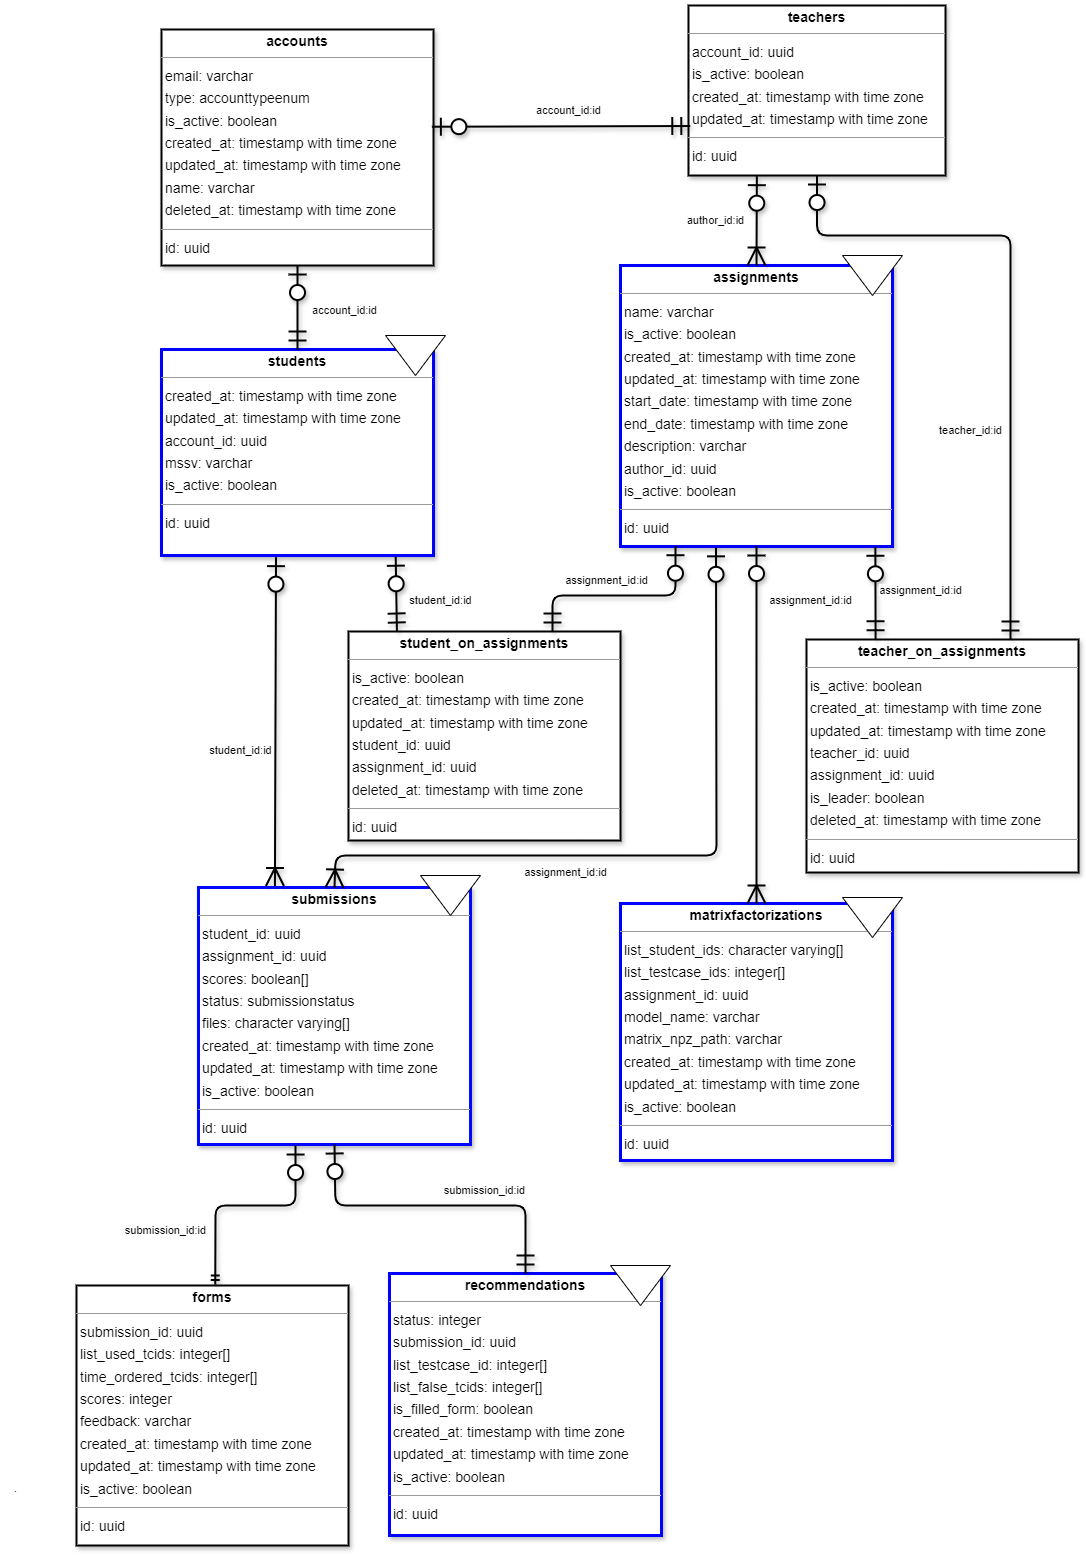 accounts
email: varchar
type: accounttypeenum
is_active: boolean
created_at: timestamp with time zone
updated_at: timestamp with time zone
name: varchar
deleted_at: timestamp with time zone
id: uuid
account_id:id
teachers
account_id: uuid
is_active: boolean
created_at: timestamp with time zone
updated_at: timestamp with time zone
id: uuid
account_id:id
author_id:id
students
created_at: timestamp with time zone
updated_at: timestamp with time zone
account_id: uuid
mssv: varchar
is_active: boolean
id: uuid
assignments
name: varchar
is_active: boolean
created_at: timestamp with time zone
updated_at: timestamp with time zone
start_date: timestamp with time zone
end_date: timestamp with time zone
description: varchar
author_id: uuid
is_active: boolean
id: uuid
teacher_id:id
student_id:id
assignment_id:id
assignment_id:id
assignment_id:id
student_on_assignments
is_active: boolean
created_at: timestamp with time zone
updated_at: timestamp with time zone
student_id: uuid
assignment_id: uuid
deleted_at: timestamp with time zone
id: uuid
teacher_on_assignments
is_active: boolean
created_at: timestamp with time zone
updated_at: timestamp with time zone
teacher_id: uuid
assignment_id: uuid
is_leader: boolean
deleted_at: timestamp with time zone
id: uuid
student_id:id
assignment_id:id
submissions
student_id: uuid
assignment_id: uuid
scores: boolean[]
status: submissionstatus
files: character varying[]
created_at: timestamp with time zone
updated_at: timestamp with time zone
is_active: boolean
id: uuid
matrixfactorizations
list_student_ids: character varying[]
list_testcase_ids: integer[]
assignment_id: uuid
model_name: varchar
matrix_npz_path: varchar
created_at: timestamp with time zone
updated_at: timestamp with time zone
is_active: boolean
id: uuid
submission_id:id
submission_id:id
forms
submission_id: uuid
list_used_tcids: integer[]
time_ordered_tcids: integer[]
scores: integer
feedback: varchar
created_at: timestamp with time zone
updated_at: timestamp with time zone
is_active: boolean
id: uuid
recommendations
status: integer
submission_id: uuid
list_testcase_id: integer[]
list_false_tcids: integer[]
is_filled_form: boolean
created_at: timestamp with time zone
updated_at: timestamp with time zone
is_active: boolean
id: uuid